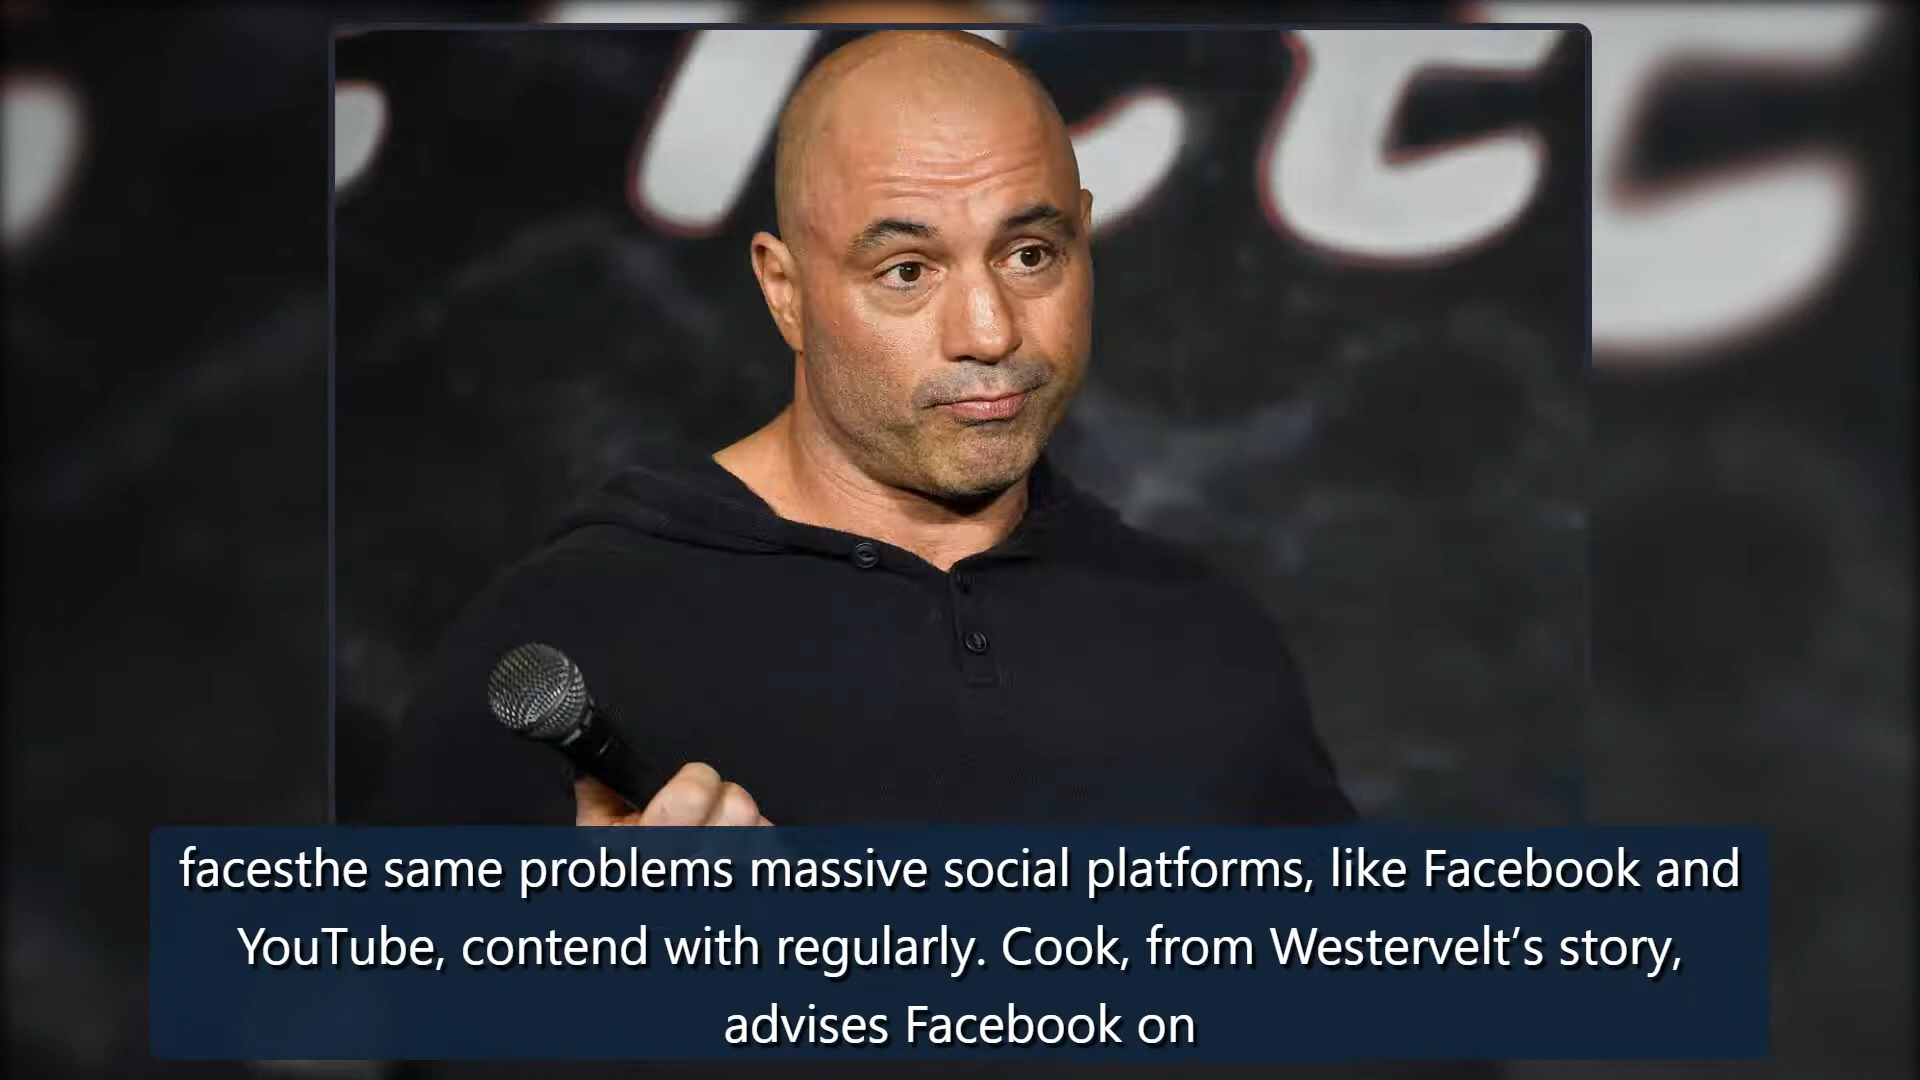 facesthe same problems massive social platforms, like Facebook and
YouTube, contend with regularly. Cook, from Westervelt’s story,
advises Facebook on